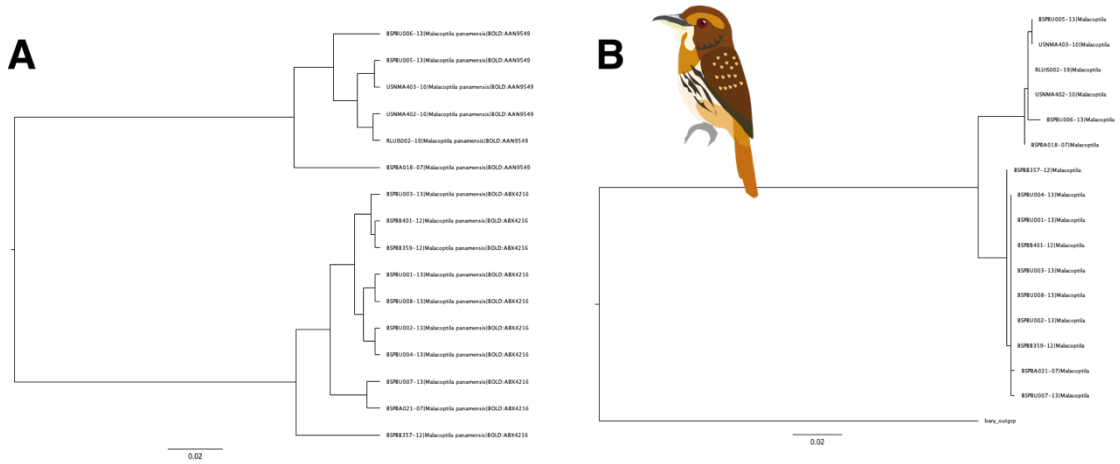 A
BSPBU006-13|Malacoptila panamensis|BOLD:AAN9549
BSPBU005-13|Malacoptila panamensis|BOLD:AAN9549
USNMA403-10|Malacoptila panamensis|BOLD:AAN9549
USNMA402-10|Malacoptila panamensis|BOLD:AAN9549
RLUIS002-19|Malacoptila panamensis|BOLD:AAN9549
BSPBA018-07|Malacoptila panamensis|BOLD:AAN9549
BSPBU003-13|Malacoptila panamensis|BOLD:ABX4216
BSPBB401-12|Malacoptila panamensis|BOLD:ABX4216
BSPBB359-12|Malacoptila panamensis|BOLD:ABX4216
BSPBU001-13|Malacoptila panamensis|BOLD:ABX4216
BSPBU008-13|Malacoptila panamensis|BOLD:ABX4216
BSPBU002-13|Malacoptila panamensis|BOLD:ABX4216
BSPBU004-13|Malacoptila panamensis|BOLD:ABX4216
BSPBU007-13|Malacoptila panamensis|BOLD:ABX4216
BSPBA021-07|Malacoptila panamensis|BOLD:ABX4216
BSPBB357-12|Malacoptila panamensis|BOLD:ABX4216
0.02
B
BSPBU005-13|Malacoptila
USNMA403-10|Malacoptila
RLUIS002-19|Malacoptila
USNMA402-10|Malacoptila
BSPBU006-13|Malacoptila
BSPBA018-07|Malacoptila
BSPBB357-12|Malacoptila
BSPBU004-13|Malacoptila
BSPBU001-13|Malacoptila
BSPBB401-12|Malacoptila
BSPBU003-13|Malacoptila
BSPBU008-13|Malacoptila
BSPBU002-13|Malacoptila
BSPBB359-12|Malacoptila
BSPBA021-07|Malacoptila
BSPBU007-13|Malacoptila
bary_outgrp
0.02